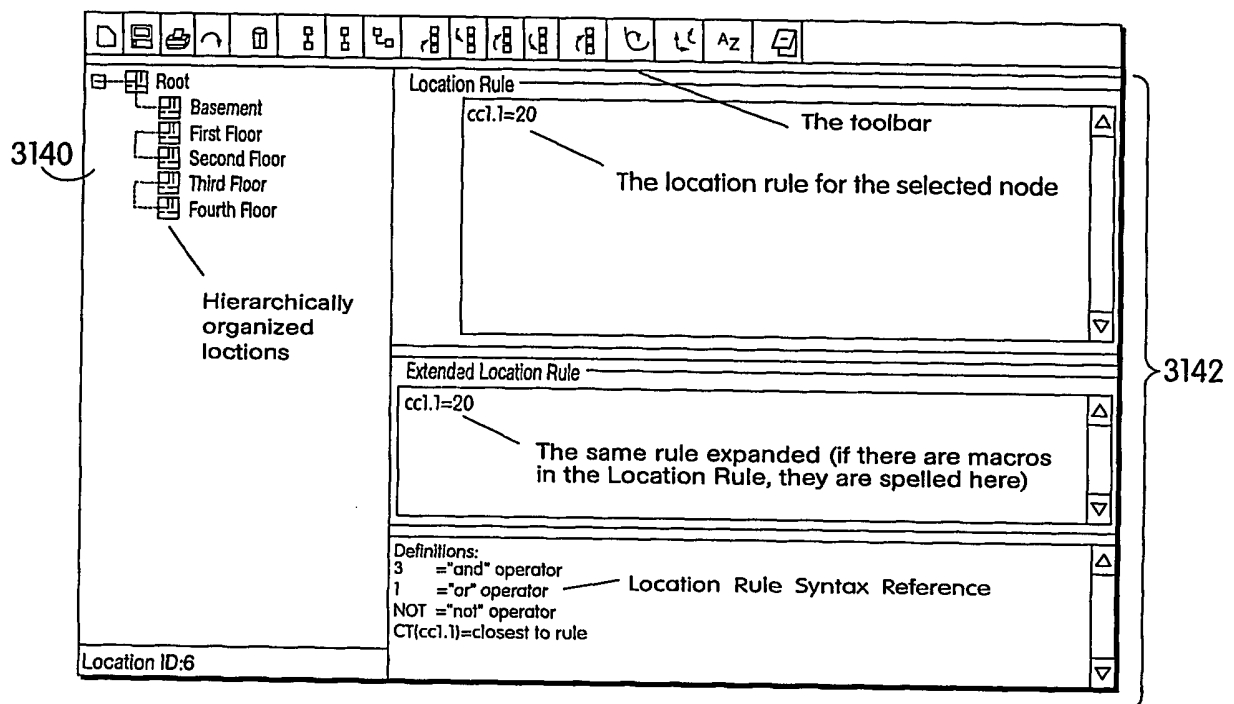 AZ
Root
Basement
First Floor
Second Floor
Third Floor
Fourth Floor
3140
Hierarchically
organized
loctions
Location ID:6
Location Rule
cc1.1=20
The toolbar
The location rule for the selected node
Extended Location Rule
cc1.1=20
The same rule expanded (if there are macros
in the Location Rule, they are spelled here)
3142
Definitions:
3 ="and" operator
1 ="or" operator
Location Rule Syntax Reference
NOT ="not" operator
CT(cc1.1)=closest to rule